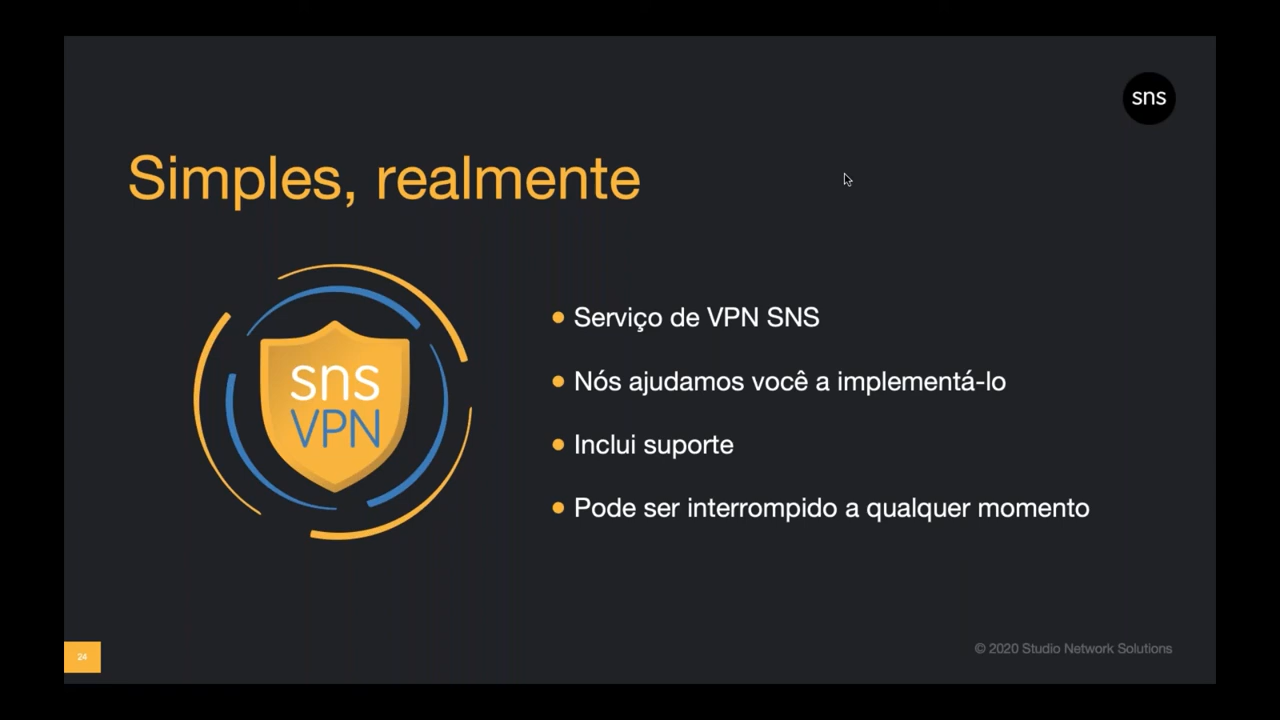 sns
Simples, realmente
sns
VPN
Serviço de VPN SNS
Nós ajudamos você a implementá-lo
Inclui suporte
Pode ser interrompido a qualquer momento
24
© 2020 Studio Network Solutions